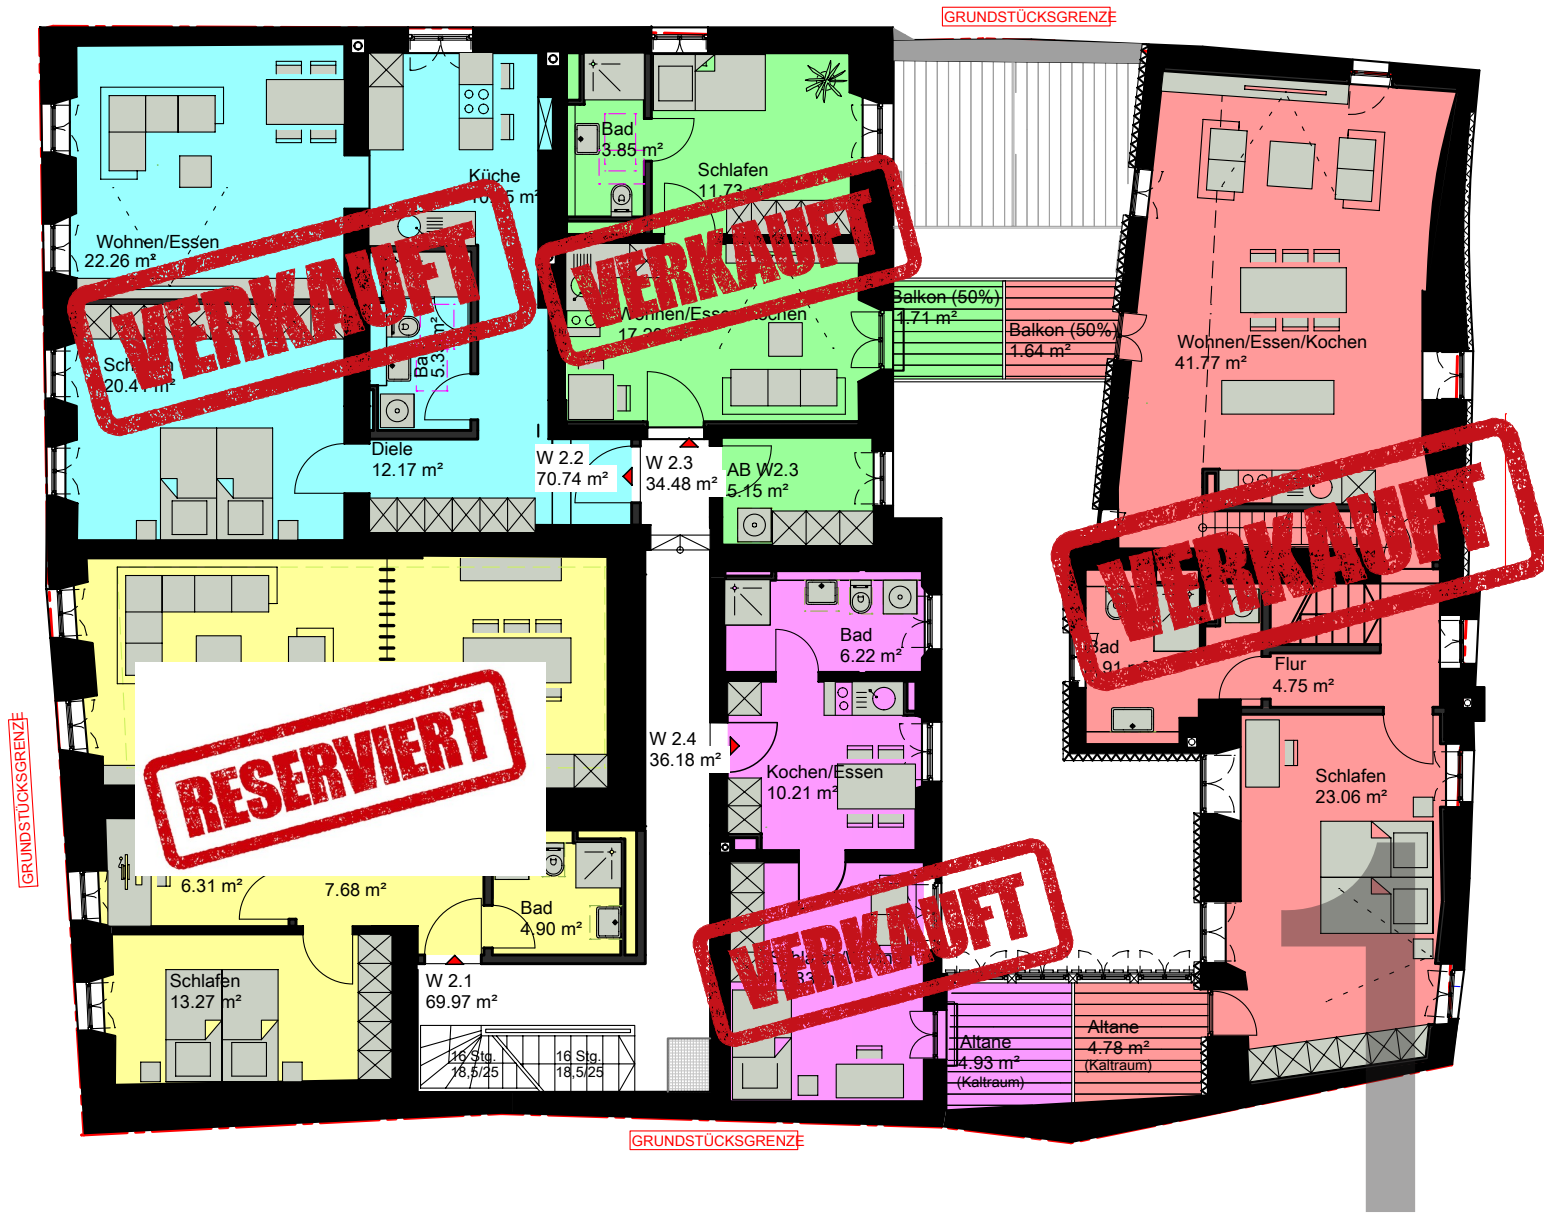 GRUNDSTÜCKSGRENZE
Bad
3.85 m²
Schlafen
11.73
Küche
Wohnen/Essen
22.26 m²
VERKAUFT
VERKAUFT
Balkon (50%)
1.71 m²
Balkon (50%)
1.64 m²
Wohnen/Essen/Kochen
41.77 m²
20.41 m²
Diele
12.17 m²
W 2.2
70.74 m²
W 2.3
34.48 m²
AB W2.3
5.15 m²
VERKAUFT
Bad
6.22 m²
Bad
Flur
4.75 m²
GRUNDSTÜCKSGRENZE
RESERVIERT
W 2.4
36.18 m²
Kochen/Essen
10.21 m²
Schlafen
23.06 m²
6.31 m²
7.68 m²
Bad
4.90 m²
VERKAUFT
Schlafen
13.27 m²
W 2.1
69.97 m²
16 Stg.
18,5/25
16 Stg.
18,5/25
Altane
4.93 m²
(Kaltraum)
Altane
4.78 m²
(Kaltraum)
GRUNDSTÜCKSGRENZE
1